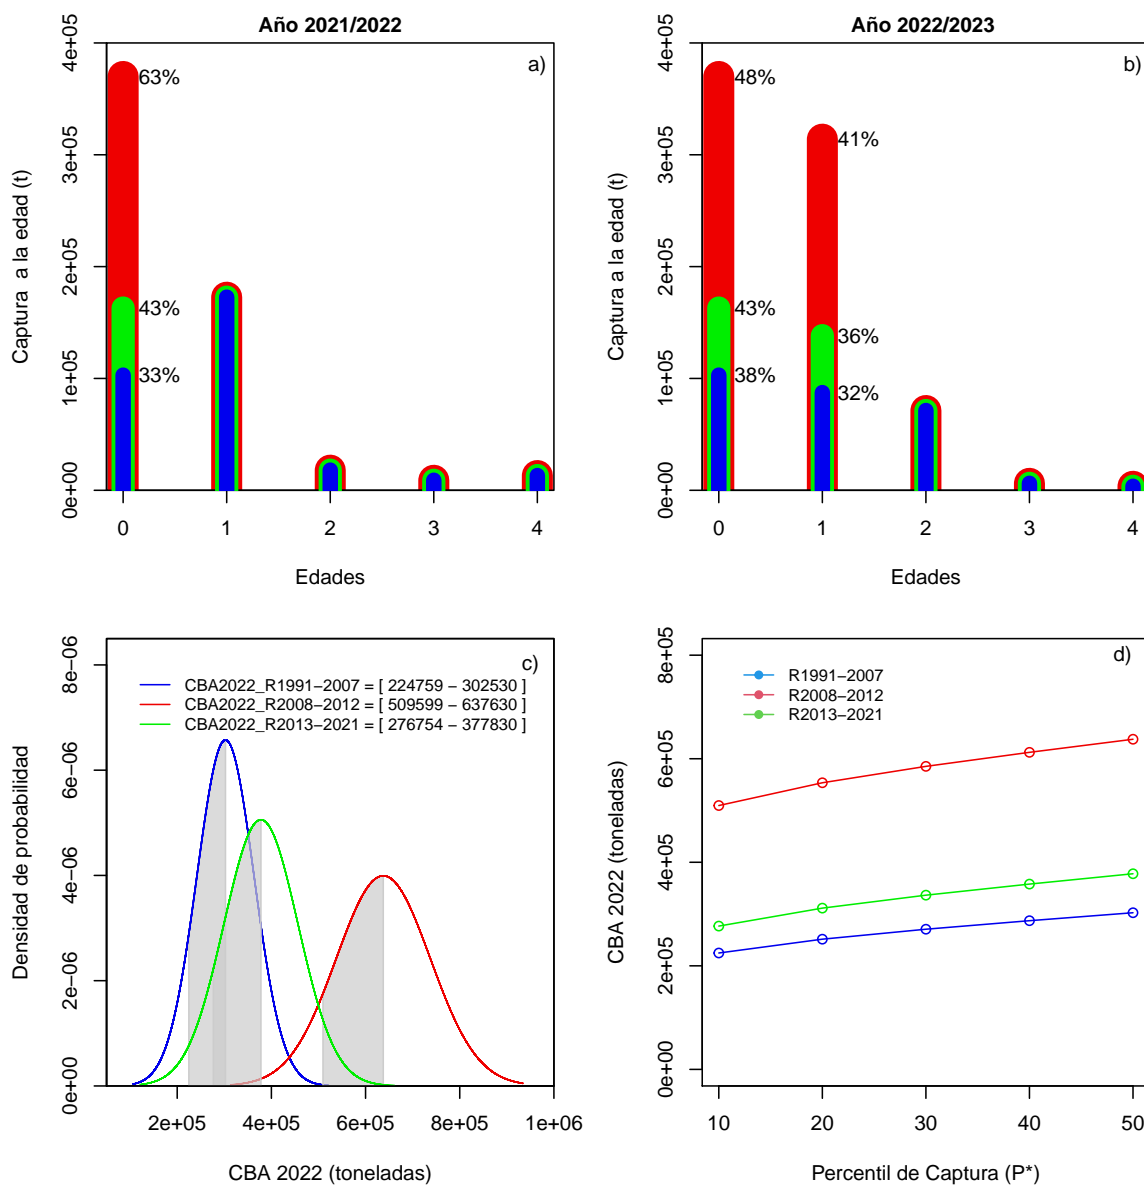 Año 2021/2022
a)
Captura a la edad (t)
4e+05
3e+05
2e+05
1e+05
0e+00
63%
43%
33%
0 1 2 3 4
Edades
Año 2022/2023
b)
Captura a la edad (t)
4e+05
3e+05
2e+05
1e+05
0e+00
48%
41%
43%
36%
38%
32%
0 1 2 3 4
Edades
c)
Densidad de probabilidad
8e−06
6e−06
4e−06
2e−06
0e+00
CBA2022_R1991−2007 = [ 224759 − 302530 ]
CBA2022_R2008−2012 = [ 509599 − 637630 ]
CBA2022_R2013−2021 = [ 276754 − 377830 ]
2e+05 4e+05 6e+05 8e+05 1e+06
CBA 2022 (toneladas)
d)
CBA 2022 (toneladas)
8e+05
6e+05
4e+05
2e+05
0e+00
R1991−2007
R2008−2012
R2013−2021
10 20 30 40 50
Percentil de Captura (P*)